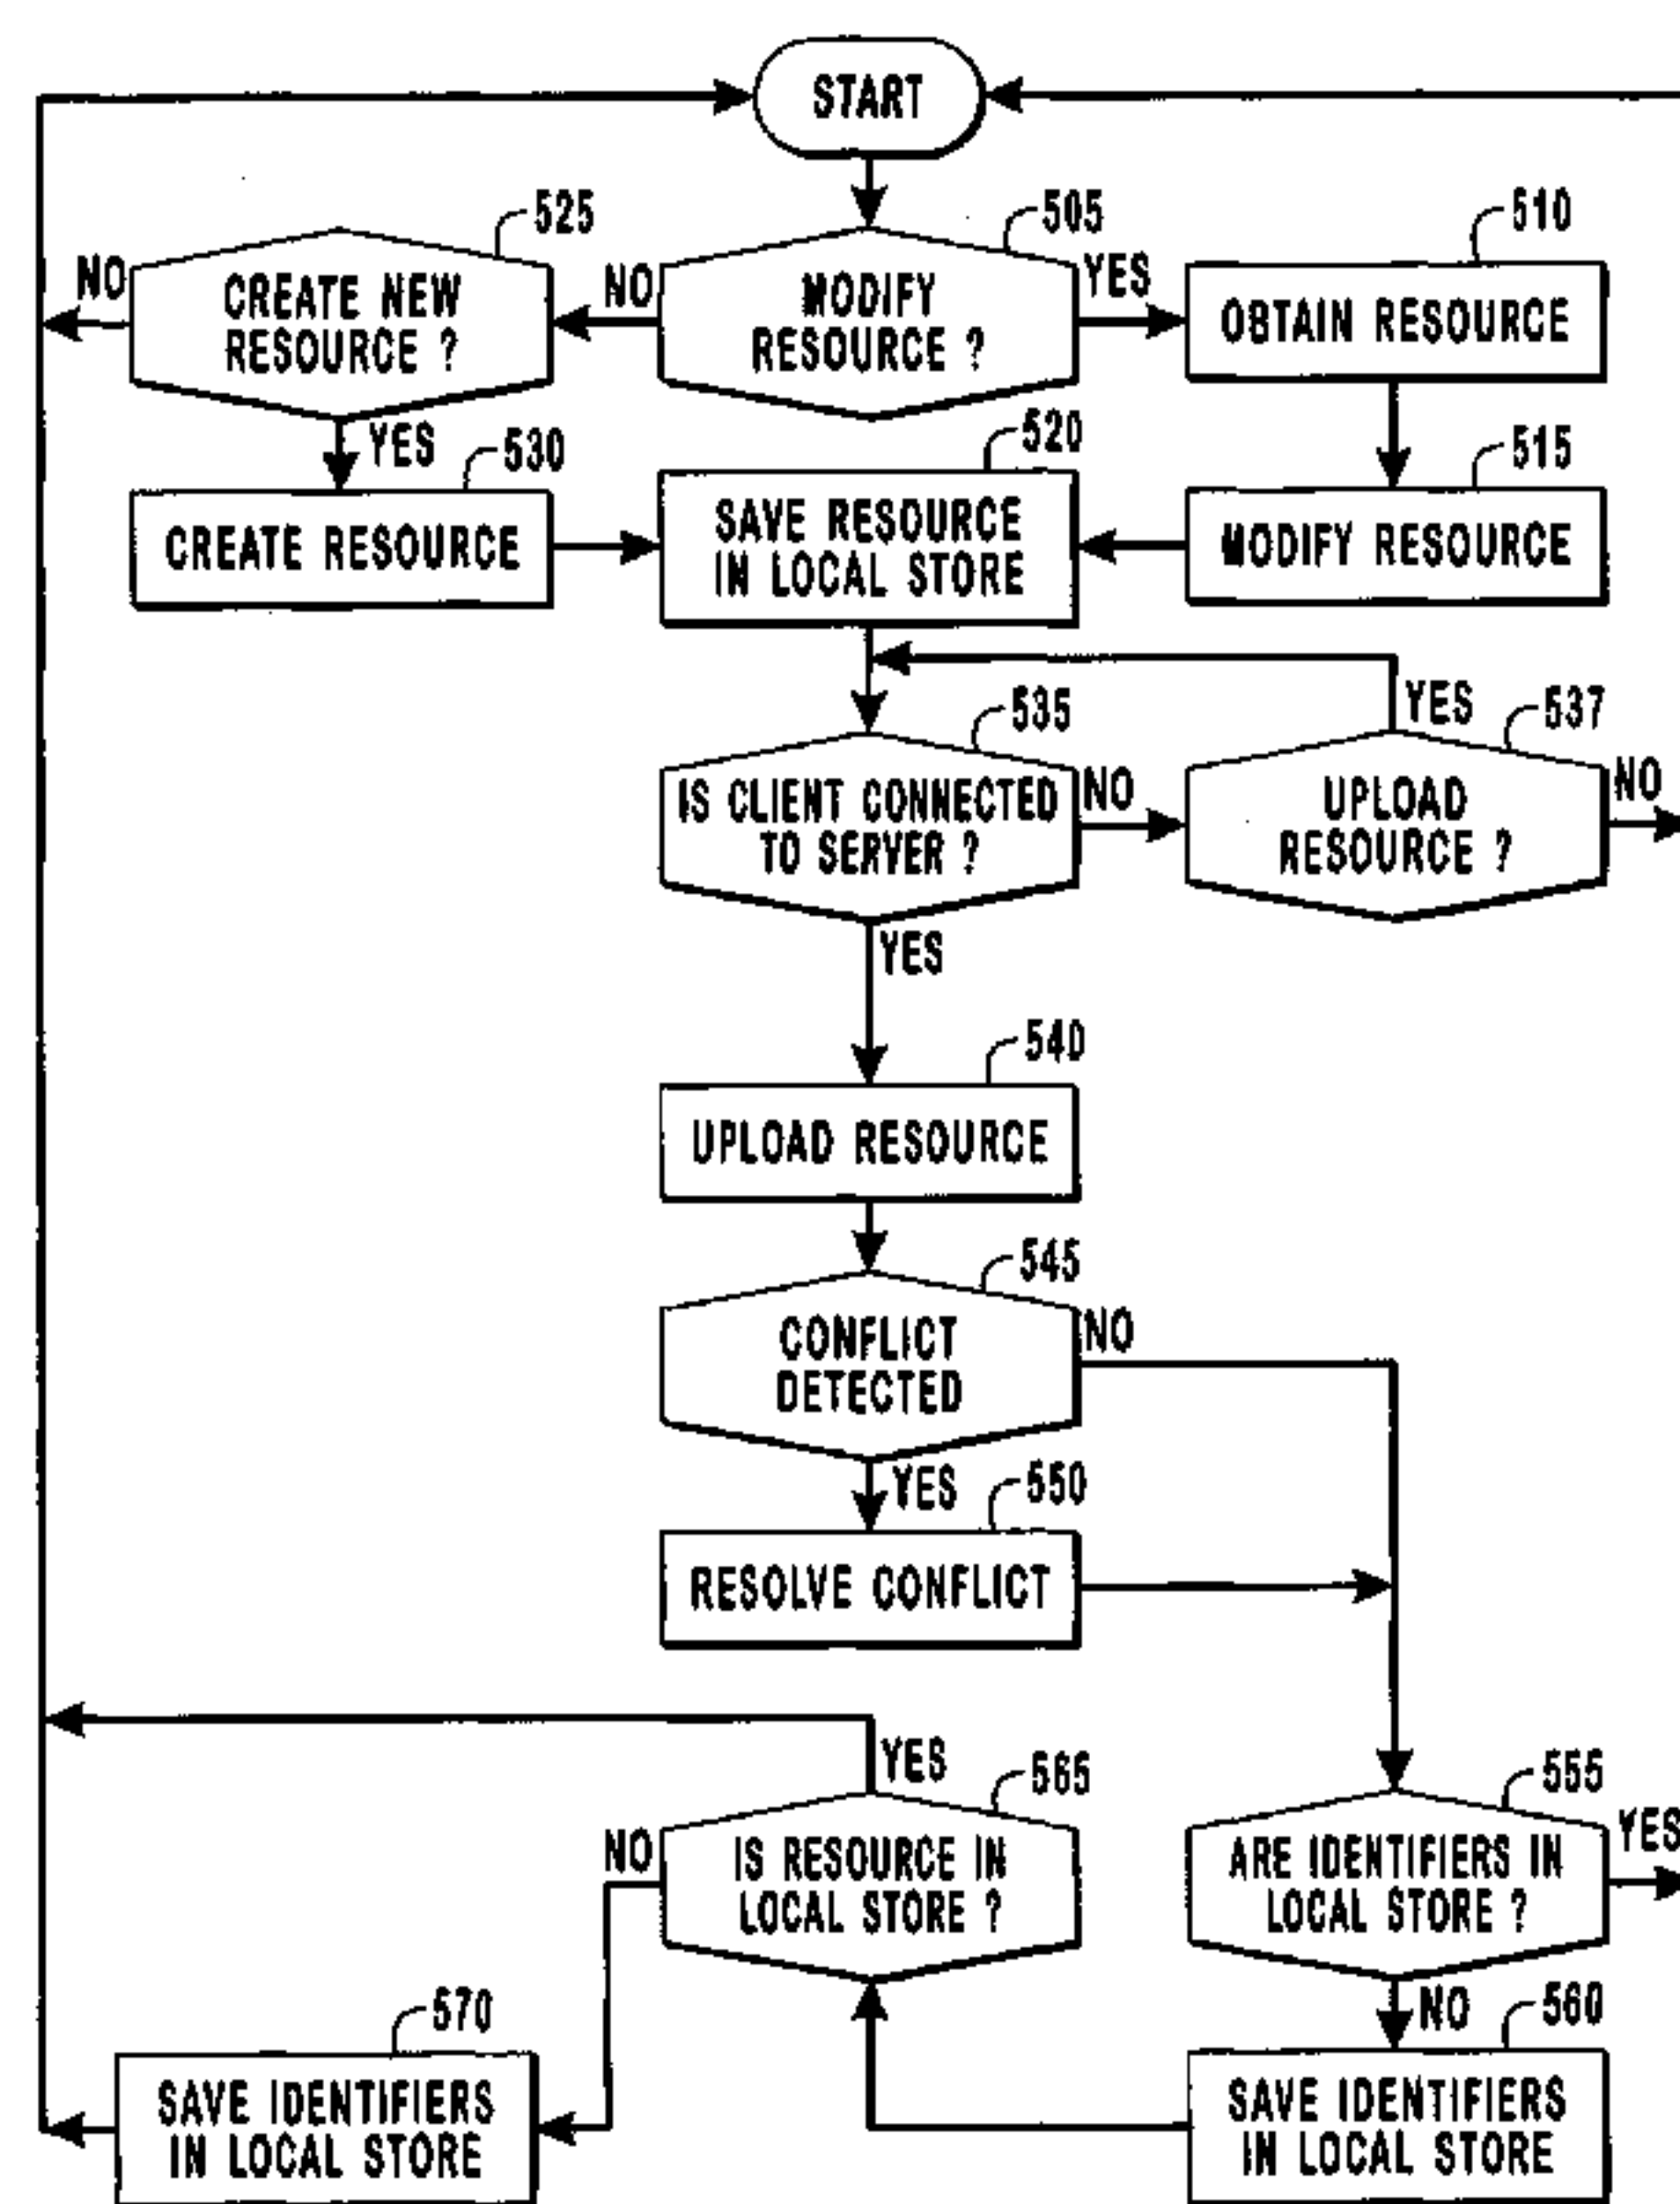 START
525
505
510
NO
CREATE NEW
RESOURCE ?
NO
MODIFY
RESOURCE ?
YES
OBTAIN RESOURCE
YES
530
520
515
CREATE RESOURCE
SAVE RESOURCE
IN LOCAL STORE
MODIFY RESOURCE
535
YES
537
IS CLIENT CONNECTED
TO SERVER ?
NO
UPLOAD
RESOURCE ?
NO
YES
540
UPLOAD RESOURCE
545
CONFLICT
DETECTED
NO
YES
550
RESOLVE CONFLICT
YES
565
555
NO
IS RESOURCE IN
LOCAL STORE ?
ARE IDENTIFIERS IN
LOCAL STORE ?
YES
570
NO
560
SAVE IDENTIFIERS
IN LOCAL STORE
SAVE IDENTIFIERS
IN LOCAL STORE